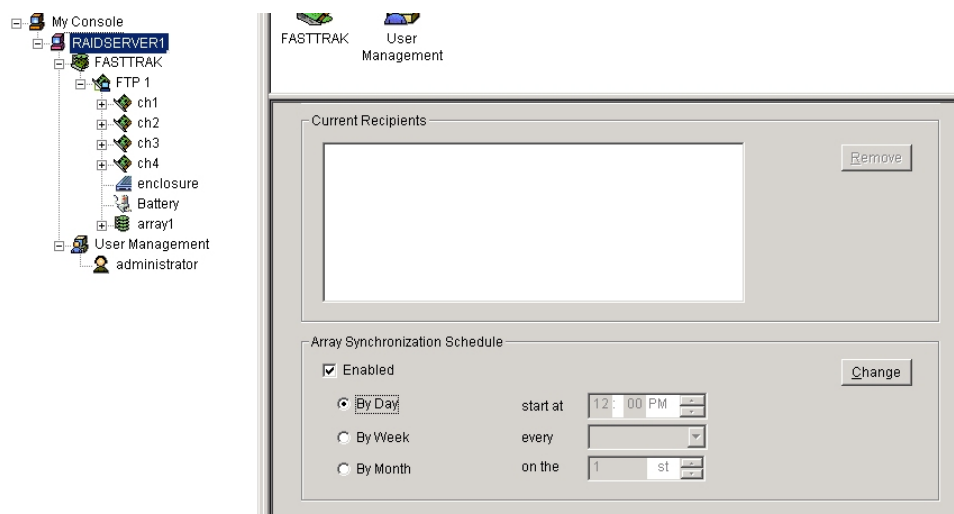 My Console
RAIDSERVER1
FASTTRAK
FTP 1
ch1
ch2
ch3
ch4
enclosure
Battery
array1
User Management
administrator
FASTTRAK
User
Management
Current Recipients
Remove
Array Synchronization Schedule
Enabled
Change
By Day start at 12 : 00 PM
By Week every
By Month on the 1 st